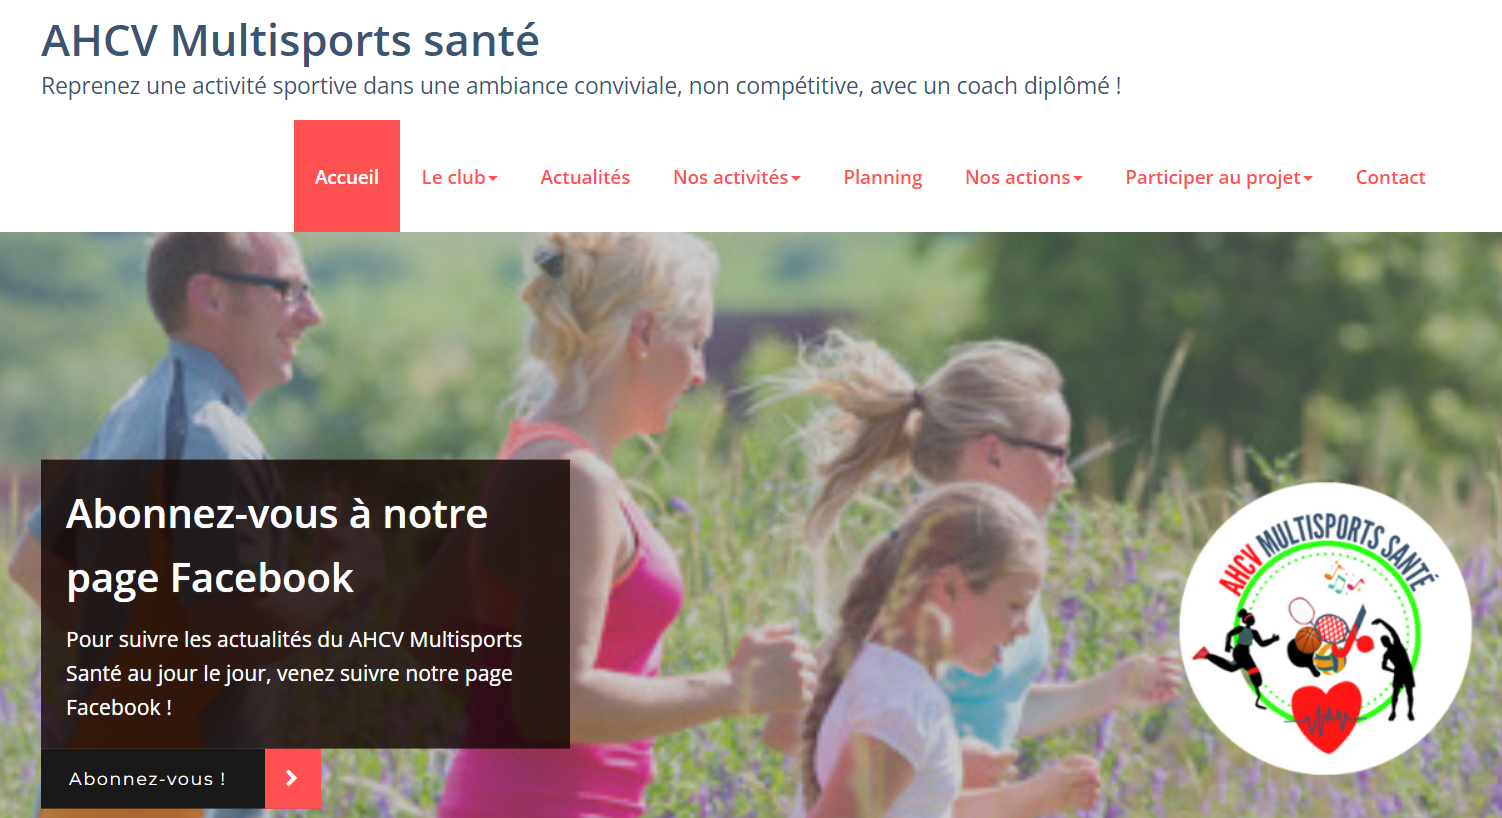 AHCV Multisports santé
Reprenez une activité sportive dans une ambiance conviviale, non compétitive, avec un coach diplômé !
Accueil Le club Actualités Nos activités Planning Nos actions Participer au projet Contact
Abonnez-vous à notre
page Facebook
Pour suivre les actualités du AHCV Multisports
Santé au jour le jour, venez suivre notre page
Facebook !
Abonnez-vous !
AHCV MULTISPORTS SANTÉ